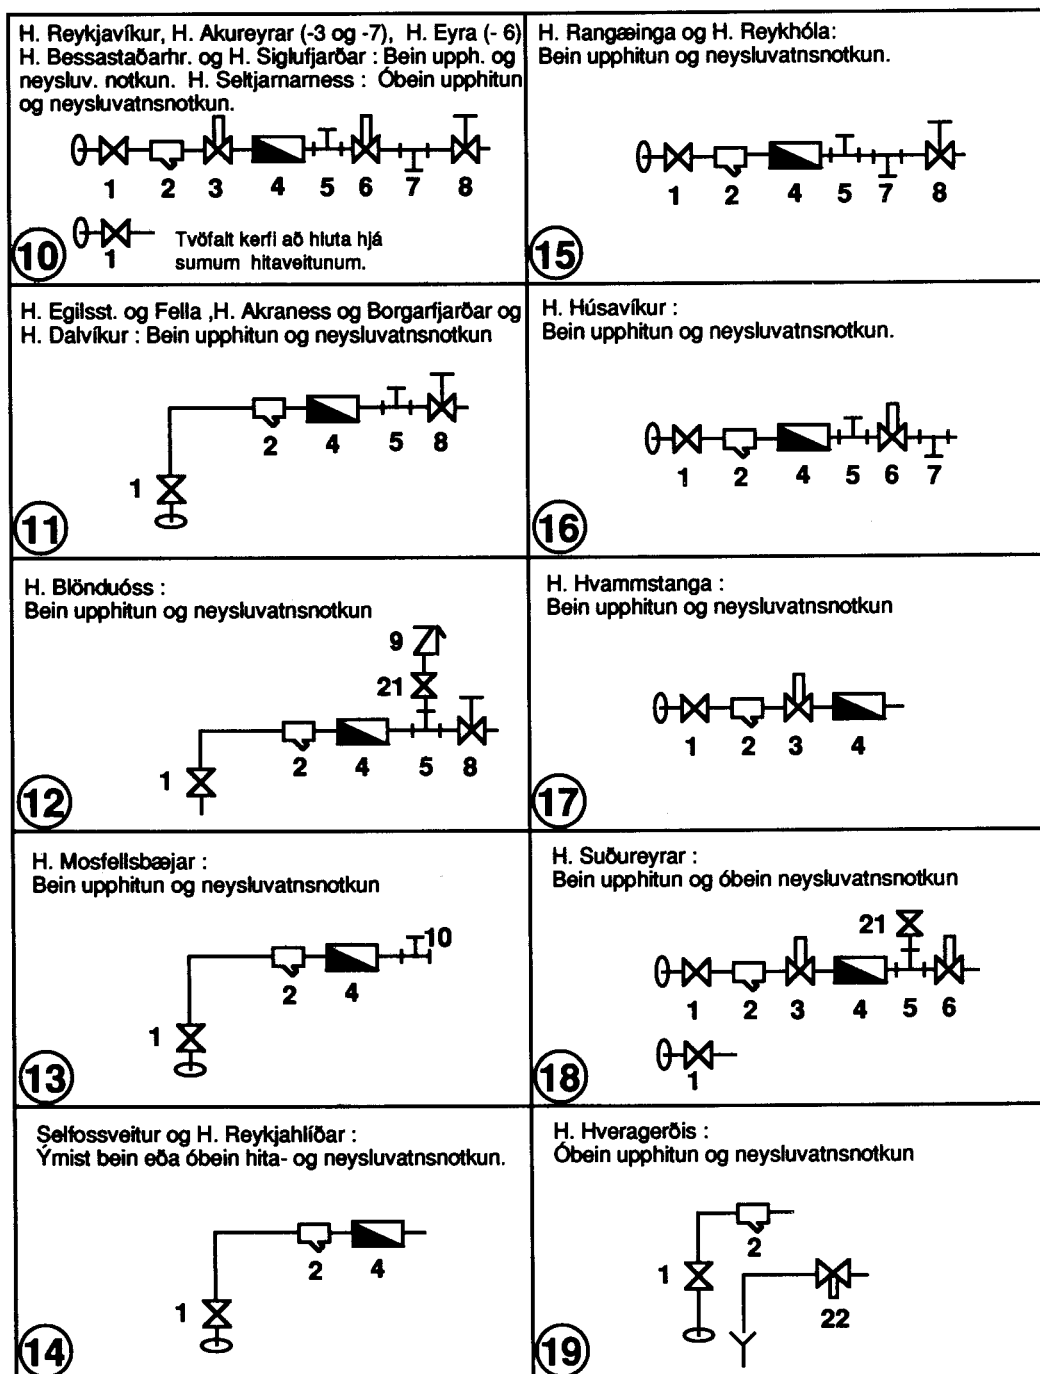 H. Reykjavíkur, H. Akureyrar (-3 og -7), H. Eyra (- 6)
H. Bessastaðarhr. og H. Siglufjarðar : Bein upph. og
neysluv. notkun. H. Seltjarnarness : Óbein upphitun
og neysluvatnsnotkun.
1 2 3 4 5 6 7 8
1
Tvöfalt kerfi að hluta hjá
sumum hitaveitunum.
10
H. Rangæinga og H. Reykhóla:
Bein upphitun og neysluvatnsnotkun.
1 2 4 5 7 8
15
H. Egilsst. og Fella ,H. Akraness og Borgarfjarðar og
H. Dalvíkur : Bein upphitun og neysluvatnsnotkun
2 4 5 8
1
11
H. Húsavíkur :
Bein upphitun og neysluvatnsnotkun.
1 2 4 5 6 7
16
H. Blönduóss :
Bein upphitun og neysluvatnsnotkun
9
21
2 4 5 8
1
12
H. Hvammstanga :
Bein upphitun og neysluvatnsnotkun
1 2 3 4
17
H. Mosfellsbæjar :
Bein upphitun og neysluvatnsnotkun
10
2 4
1
13
H. Suðureyrar :
Bein upphitun og óbein neysluvatnsnotkun
21
1 2 3 4 5 6
1
18
Selfossveitur og H. Reykjahlíðar :
Ýmist bein eða óbein hita- og neysluvatnsnotkun.
2 4
1
14
H. Hveragerðis :
Óbein upphitun og neysluvatnsnotkun
2
1
22
19